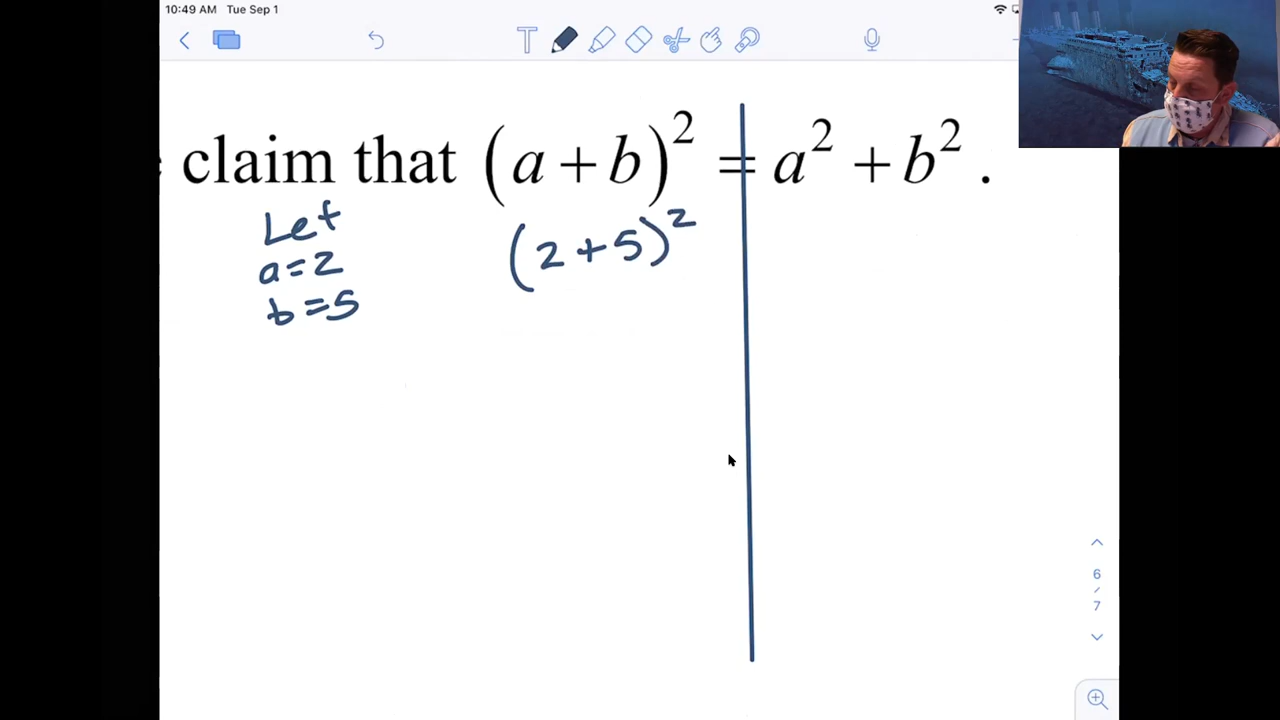 10:49 AM Tue Sep 1
T
claim that (a + b)² = a² + b² .
Let
a = 2
b = 5
(2 + 5)²
6
/
7